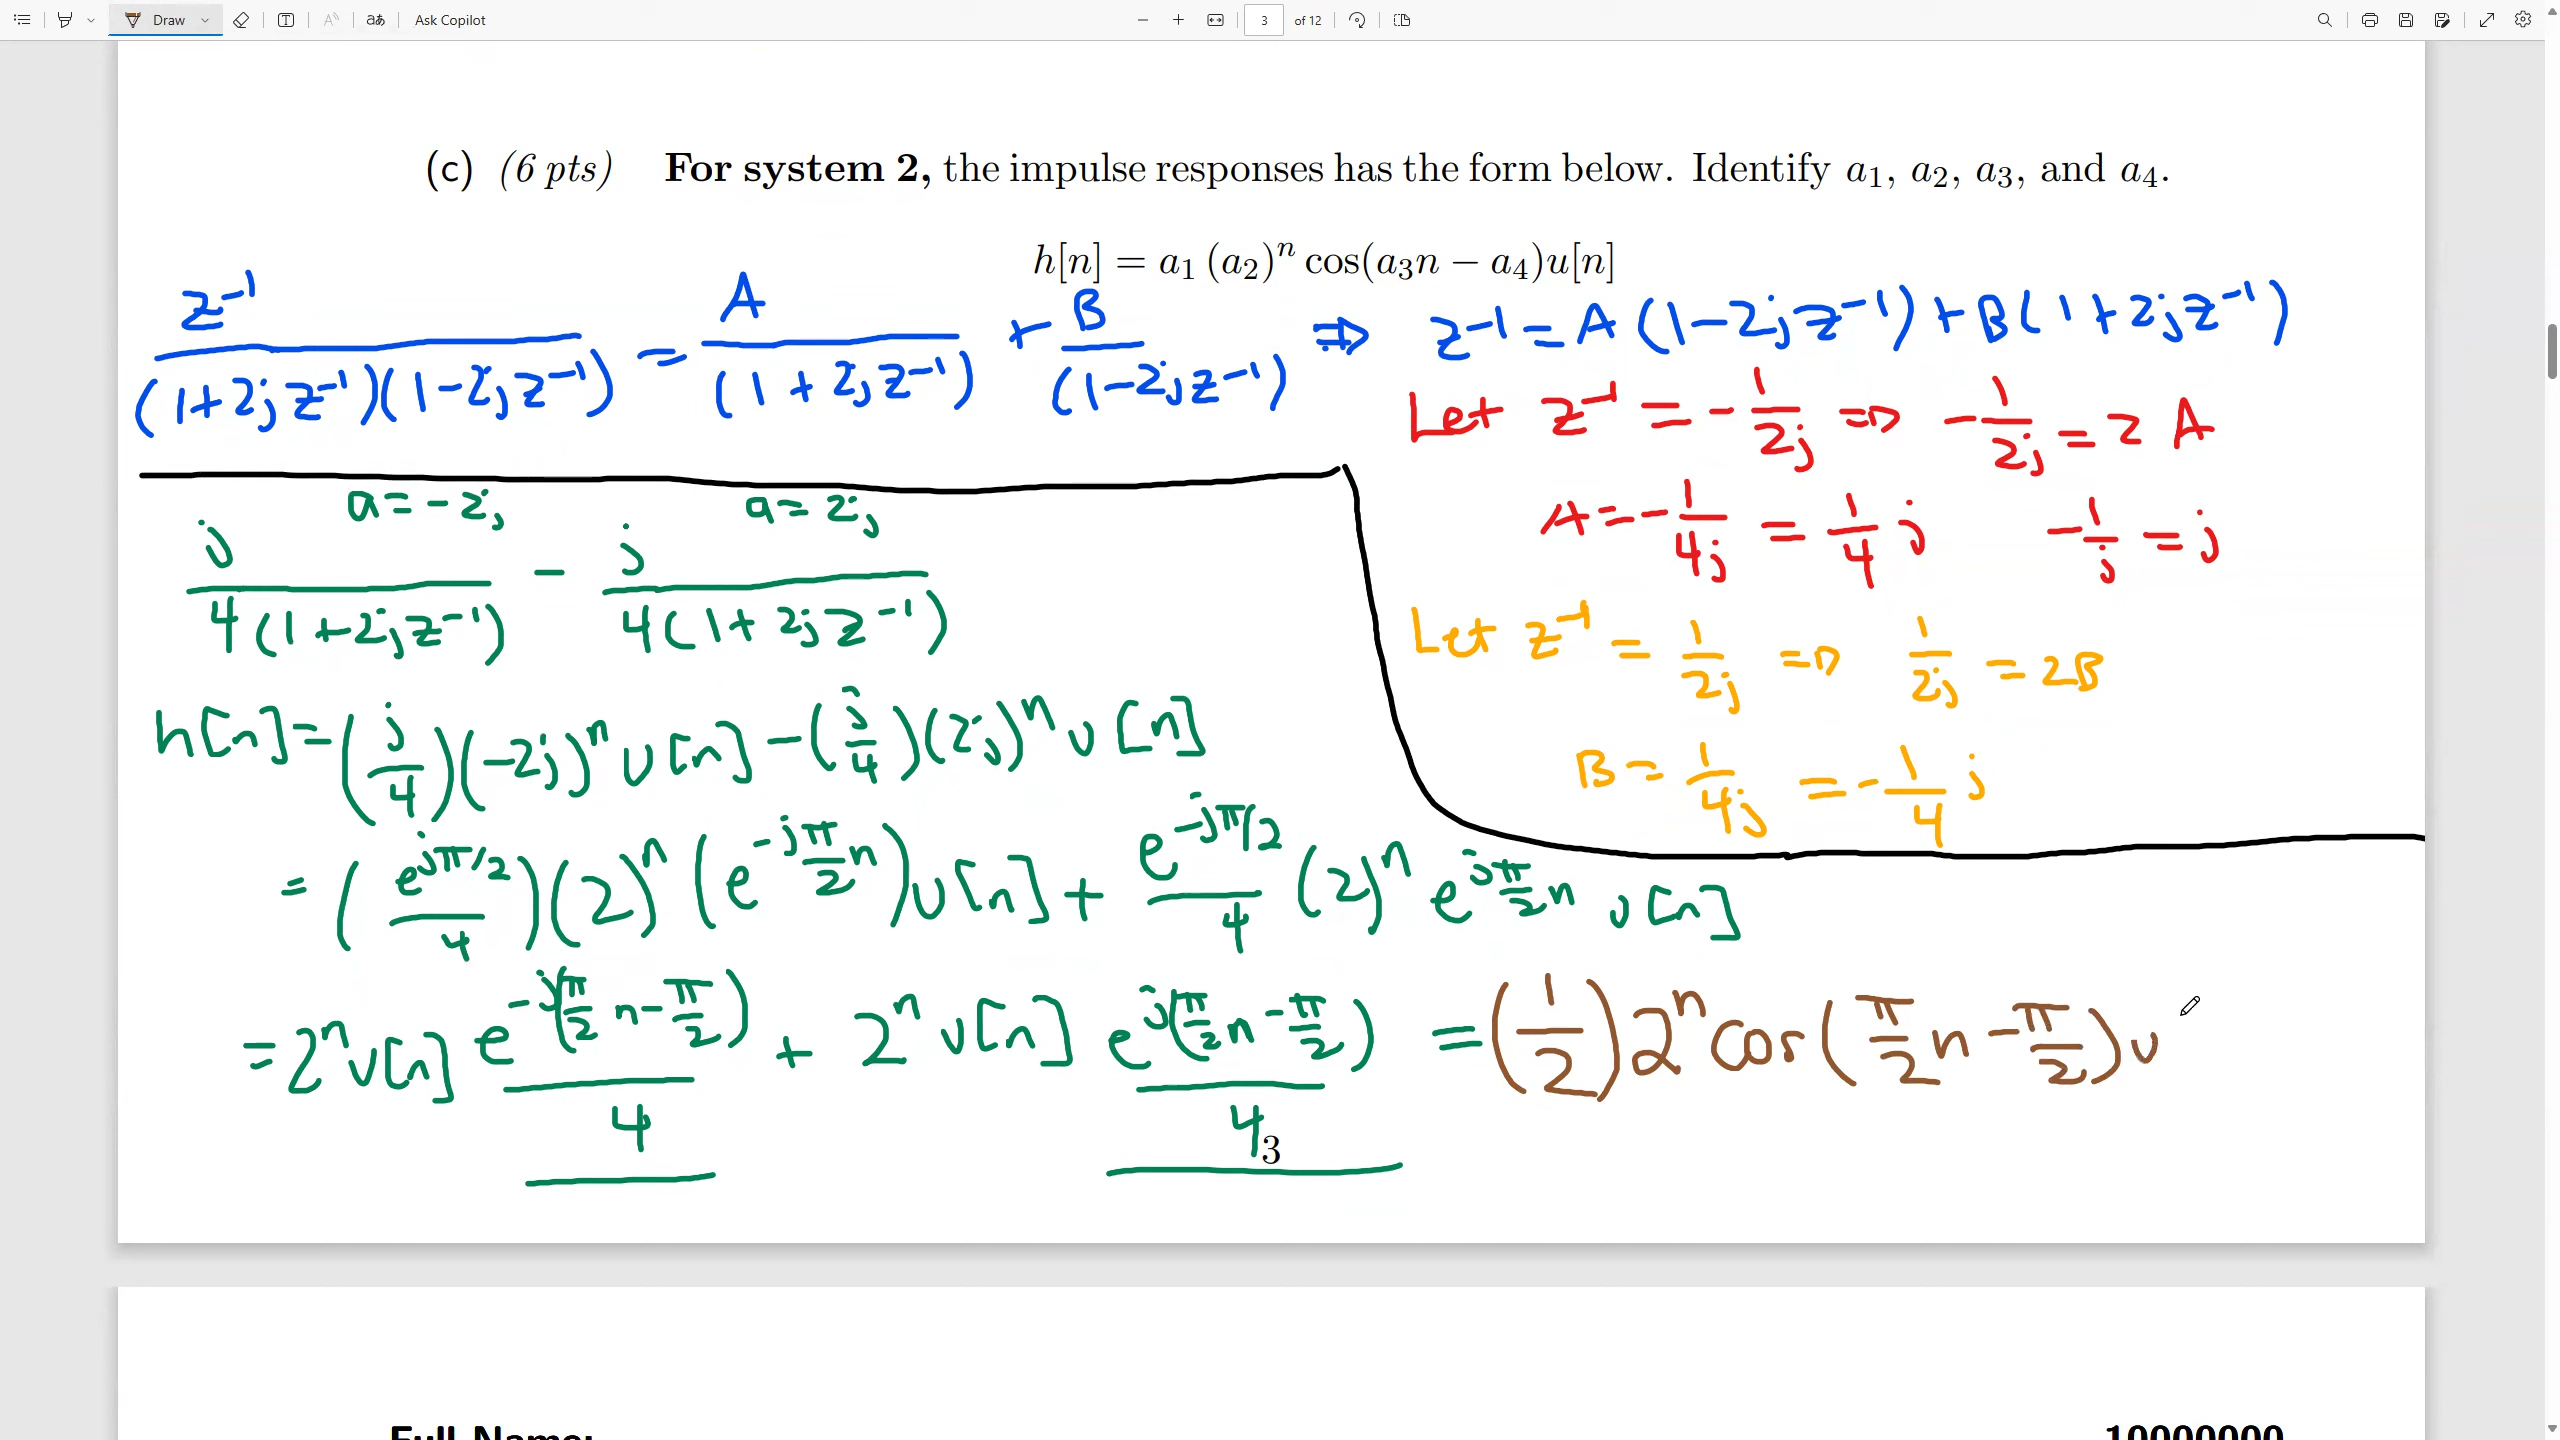 Draw Ask Copilot 3 of 12
(c) (6 pts) For system 2, the impulse responses has the form below. Identify a₁, a₂, a₃, and a₄.
h[n] = a₁ (a₂)ⁿ cos(a₃n − a₄)u[n]
z⁻¹ / (1+2jz⁻¹)(1−2jz⁻¹) = A / (1+2jz⁻¹) + B / (1−2jz⁻¹) ⇒ z⁻¹ = A(1−2jz⁻¹) + B(1+2jz⁻¹)
Let z⁻¹ = −1/2j ⇒ −1/2j = 2A
A = −1/4j = 1/4 j −1/j = j
Let z⁻¹ = 1/2j ⇒ 1/2j = 2B
B = 1/4j = −1/4 j
a = −2j a = 2j
j / 4(1+2jz⁻¹) − j / 4(1+2jz⁻¹)
h[n] = (j/4)(−2j)ⁿ u[n] − (j/4)(2j)ⁿ u[n]
= (e^{jπ/2}/4)(2)ⁿ(e^{−jπ/2 n})u[n] + e^{−jπ/2}/4 (2)ⁿ e^{jπ/2 n} u[n]
= 2ⁿ u[n] e^{−j(π/2 n − π/2)}/4 + 2ⁿ u[n] e^{j(π/2 n − π/2)}/4 = (1/2) 2ⁿ cos(π/2 n − π/2) u
3
Full Name: 10000000